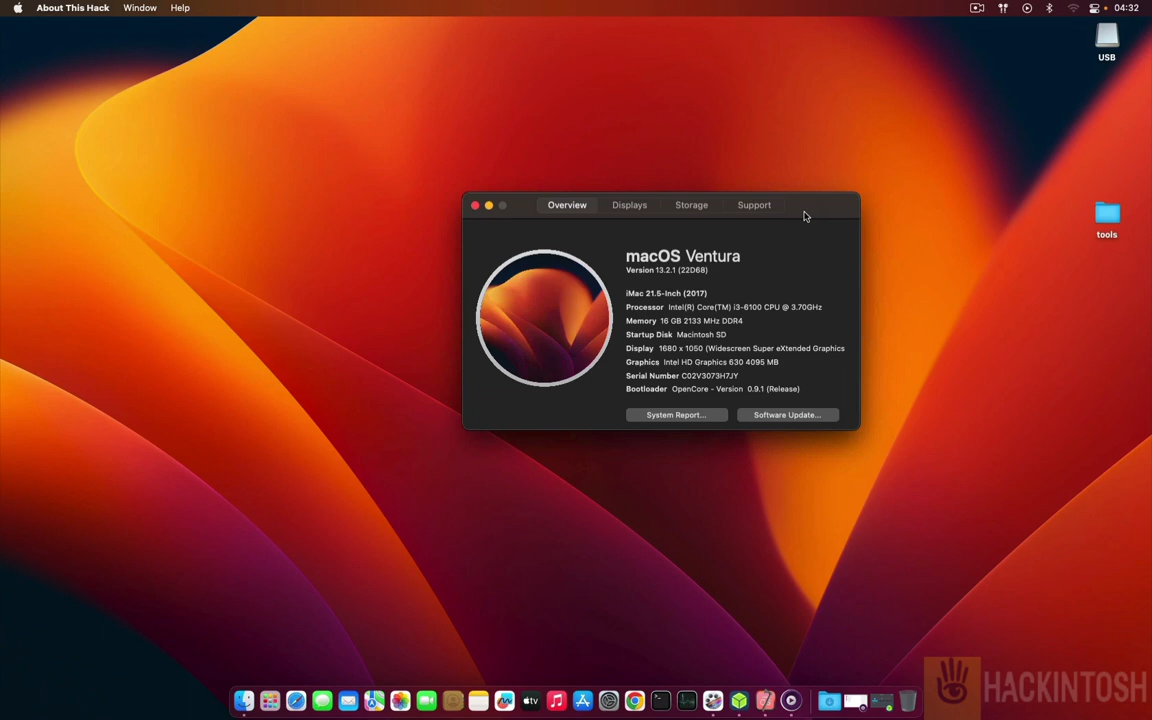 About This Hack Window Help 04:32
USB
tools
Overview Displays Storage Support
macOS Ventura
Version 13.2.1 (22D68)
iMac 21.5-Inch (2017)
Processor Intel(R) Core(TM) i3-6100 CPU @ 3.70GHz
Memory 16 GB 2133 MHz DDR4
Startup Disk Macintosh SD
Display 1680 x 1050 (Widescreen Super eXtended Graphics
Graphics Intel HD Graphics 630 4095 MB
Serial Number C02V3073H7JY
Bootloader OpenCore - Version 0.9.1 (Release)
System Report... Software Update...
tv
HACKINTOSH